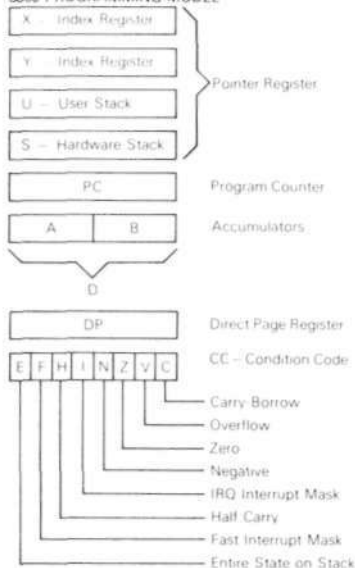 PROGRAMMING MODEL
X – Index Register
Y – Index Register
U – User Stack
S – Hardware Stack
Pointer Register
PC
Program Counter
A B
Accumulators
D
DP
Direct Page Register
CC – Condition Code
E F H I N Z V C
Carry-Borrow
Overflow
Zero
Negative
IRQ Interrupt Mask
Half Carry
Fast Interrupt Mask
Entire State on Stack